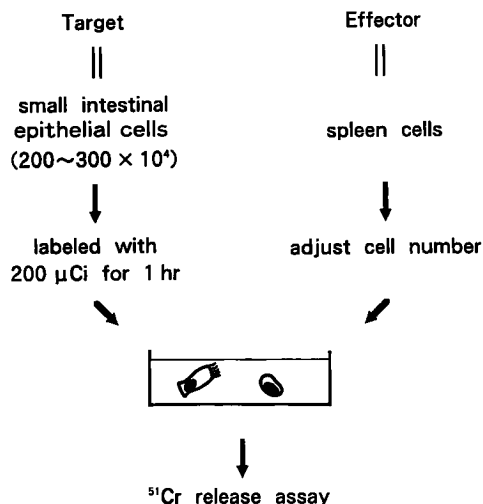 Target
small intestinal
epithelial cells
(200～300 × 10⁴)
labeled with
200 μCi for 1 hr
Effector
spleen cells
adjust cell number
⁵¹Cr release assay